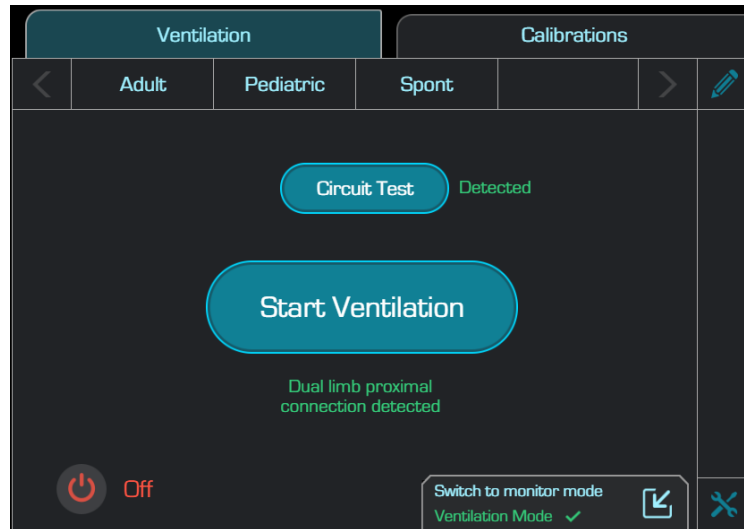 Ventilation
Calibrations
Adult
Pediatric
Spont
Circuit Test
Detected
Start Ventilation
Dual limb proximal
connection detected
Off
Switch to monitor mode
Ventilation Mode ✓